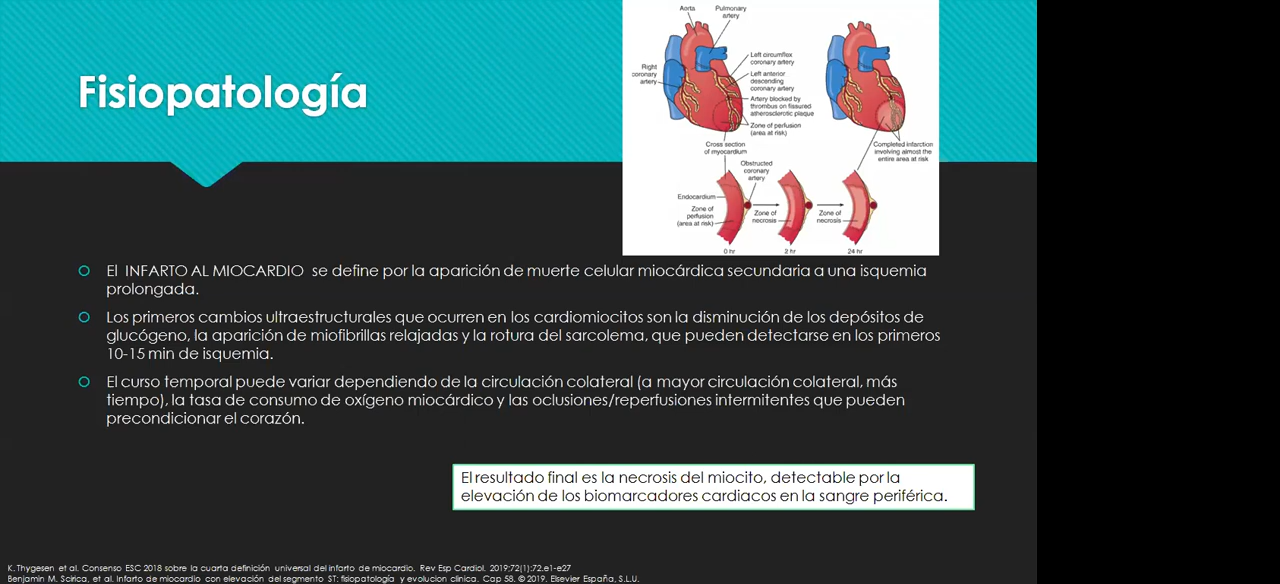 Fisiopatología
Aorta
Pulmonary
artery
Right
coronary
artery
Left circumflex
coronary artery
Left anterior
descending
coronary artery
Artery blocked by
thrombus on fissured
atherosclerotic plaque
Zone of perfusion
(area at risk)
Cross section
of myocardium
Completed infarction
involving almost the
entire area at risk
Obstructed
coronary
artery
Endocardium
Zone of
perfusion
(area at risk)
Zone of
necrosis
Zone of
necrosis
0 hr
2 hr
24 hr
El INFARTO AL MIOCARDIO se define por la aparición de muerte celular miocárdica secundaria a una isquemia
prolongada.
Los primeros cambios ultraestructurales que ocurren en los cardiomiocitos son la disminución de los depósitos de
glucógeno, la aparición de miofibrillas relajadas y la rotura del sarcolema, que pueden detectarse en los primeros
10-15 min de isquemia.
El curso temporal puede variar dependiendo de la circulación colateral (a mayor circulación colateral, más
tiempo), la tasa de consumo de oxígeno miocárdico y las oclusiones/reperfusiones intermitentes que pueden
precondicionar el corazón.
El resultado final es la necrosis del miocito, detectable por la
elevación de los biomarcadores cardiacos en la sangre periférica.
K. Thygesen et al. Consenso ESC 2018 sobre la cuarta definición universal del infarto de miocardio. Rev Esp Cardiol. 2019;72(1):72.e1-e27
Benjamin M. Scirica, et al. Infarto de miocardio con elevación del segmento ST: fisiopatología y evolucion clinica. Cap 58. © 2019. Elsevier España, S.L.U.